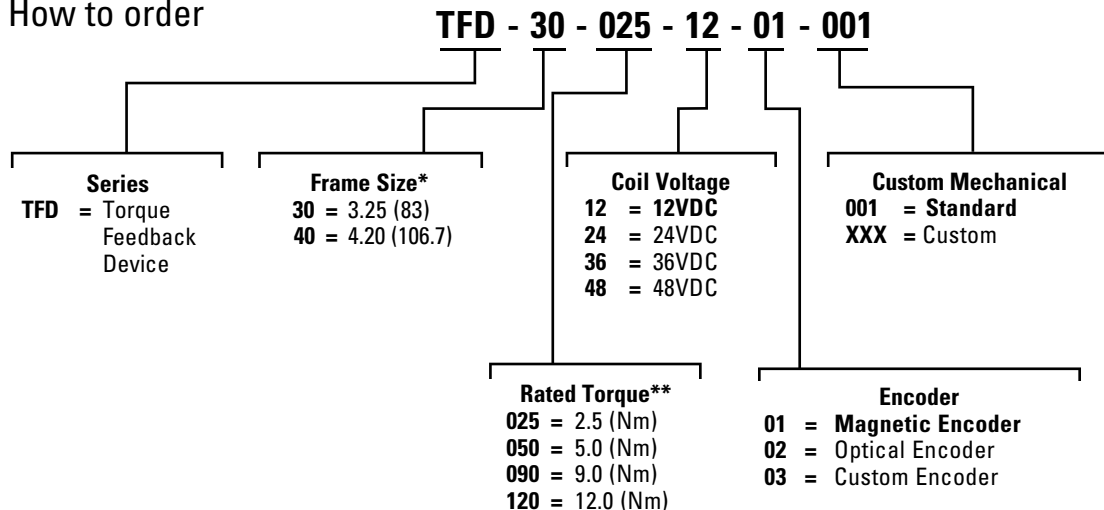 How to order
TFD - 30 - 025 - 12 - 01 - 001
Series
TFD = Torque
Feedback
Device
Frame Size*
30 = 3.25 (83)
40 = 4.20 (106.7)
Coil Voltage
12 = 12VDC
24 = 24VDC
36 = 36VDC
48 = 48VDC
Custom Mechanical
001 = Standard
XXX = Custom
Rated Torque**
025 = 2.5 (Nm)
050 = 5.0 (Nm)
090 = 9.0 (Nm)
120 = 12.0 (Nm)
Encoder
01 = Magnetic Encoder
02 = Optical Encoder
03 = Custom Encoder